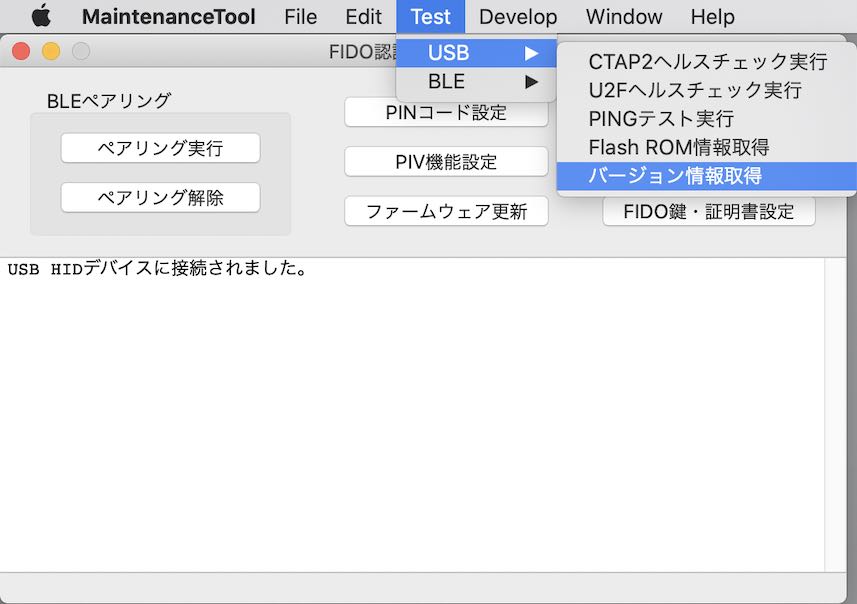 MaintenanceTool File Edit Test Develop Window Help
FIDO認
USB
BLE
CTAP2ヘルスチェック実行
U2Fヘルスチェック実行
PINGテスト実行
Flash ROM情報取得
バージョン情報取得
BLEペアリング
ペアリング実行
ペアリング解除
PINコード設定
PIV機能設定
ファームウェア更新
FIDO鍵・証明書設定
USB HIDデバイスに接続されました。